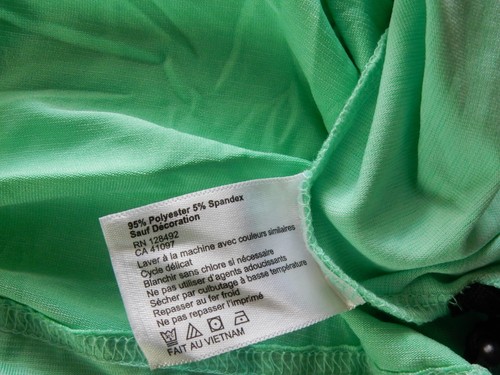 95% Polyester 5% Spandex
Sauf Décoration
RN 128492
CA 41097
Laver à la machine avec couleurs similaires
Cycle délicat
Blanchir sans chlore si nécessaire
Ne pas utiliser d'agents adoucissants
Sécher par culbutage à basse température
Repasser au fer froid
Ne pas repasser l'imprimé
FAIT AU VIETNAM